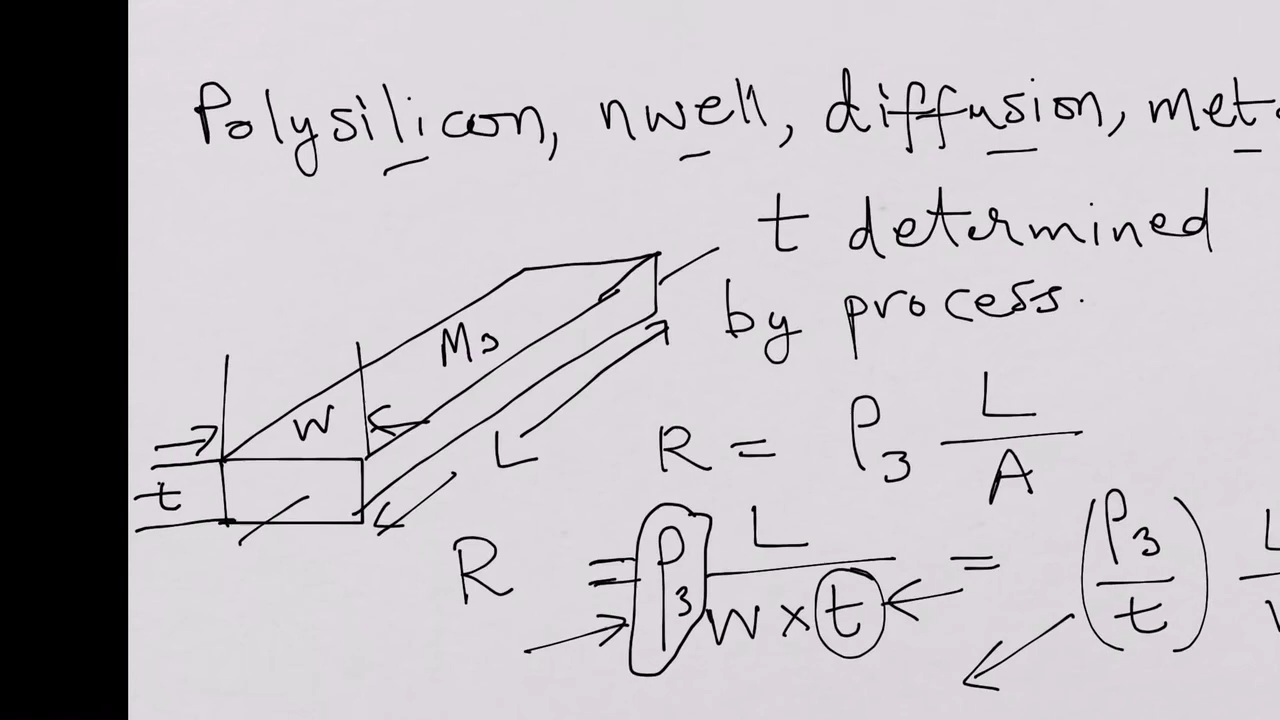 Polysilicon, nwell, diffusion, met
t determined
by process.
M3
W
t
L
R = ρ3 L / A
R = ρ3 L / W × t = (ρ3 / t) L